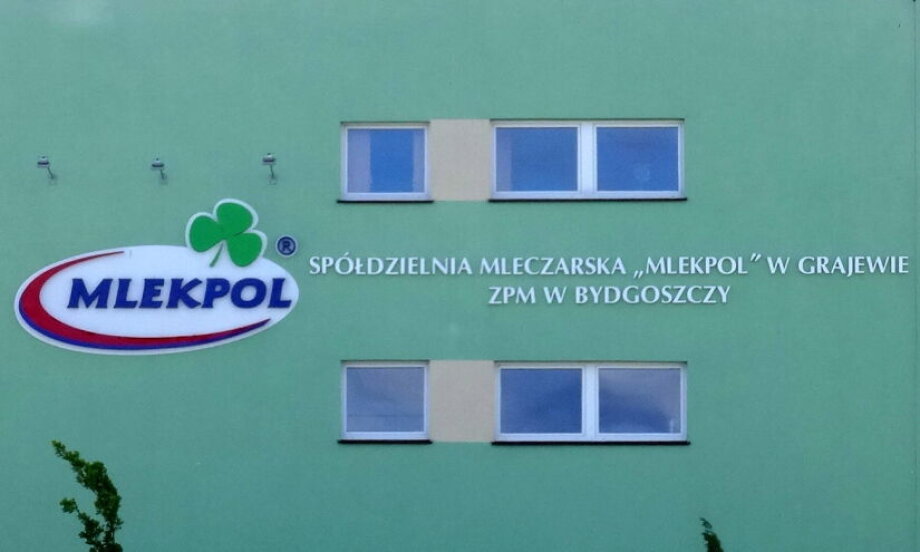 MLEKPOL ®
SPÓŁDZIELNIA MLECZARSKA „MLEKPOL” W GRAJEWIE
ZPM W BYDGOSZCZY